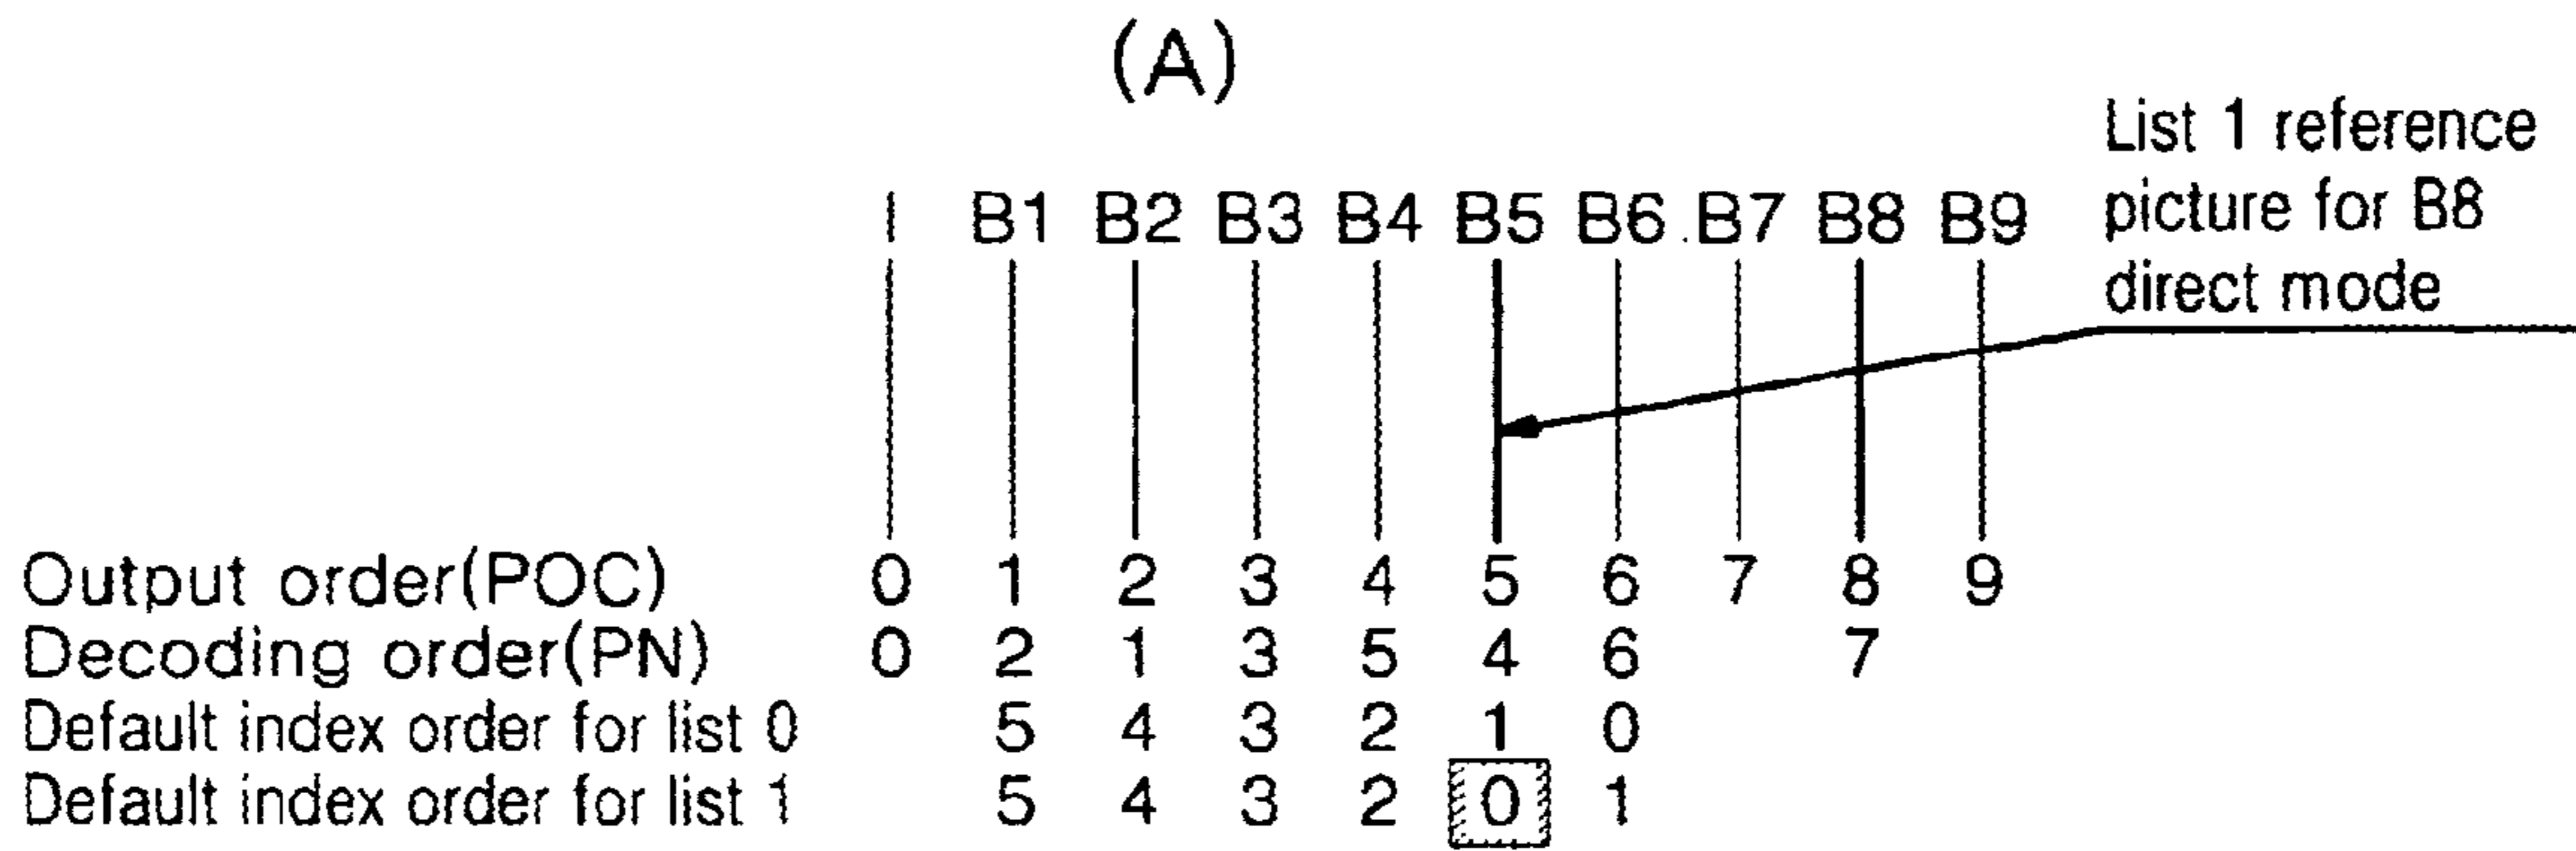 (A)
List 1 reference
picture for B8
direct mode
I B1 B2 B3 B4 B5 B6 B7 B8 B9
Output order(POC) 0 1 2 3 4 5 6 7 8 9
Decoding order(PN) 0 2 1 3 5 4 6 7
Default index order for list 0 5 4 3 2 1 0
Default index order for list 1 5 4 3 2 0 1